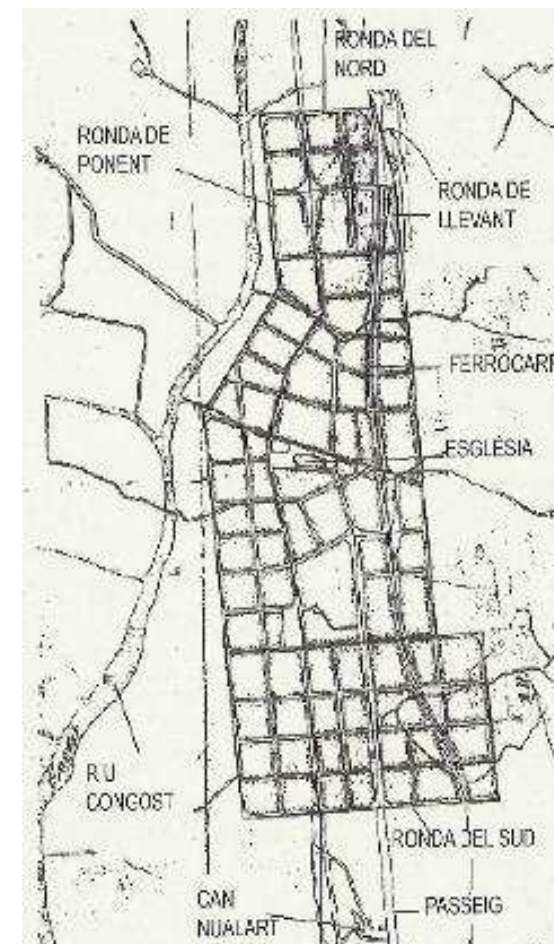 RONDA DEL
NORD
RONDA DE
PONENT
RONDA DE
LLEVANT
FERROCARR
ESGLÉSIA
RIU
CONGOST
RONDA DEL SUD
CAN
NUALART
PASSEIG